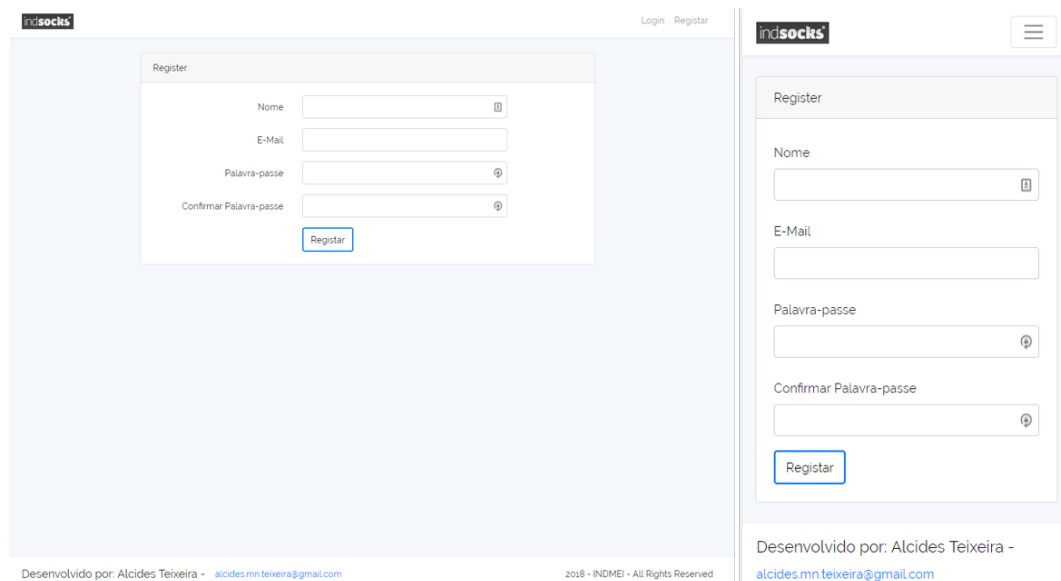 indsocks
Login Registar
Register
Nome
E-Mail
Palavra-passe
Confirmar Palavra-passe
Registar
Desenvolvido por: Alcides Teixeira - alcides.mn.teixeira@gmail.com
2018 - INDMEI - All Rights Reserved
indsocks
Register
Nome
E-Mail
Palavra-passe
Confirmar Palavra-passe
Registar
Desenvolvido por: Alcides Teixeira -
alcides.mn.teixeira@gmail.com